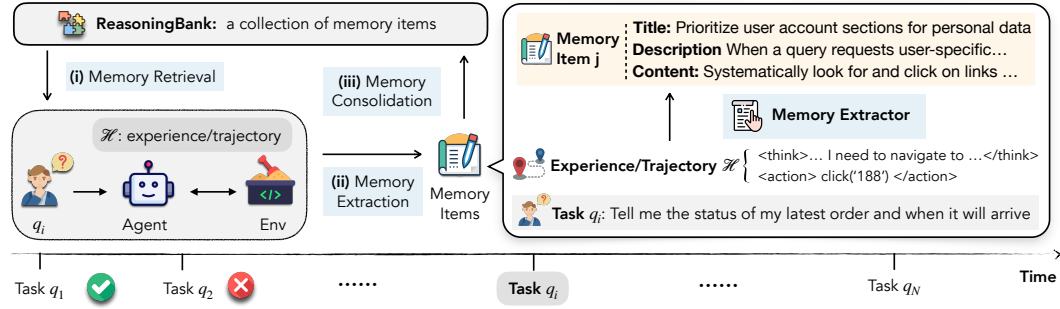 ReasoningBank: a collection of memory items
(i) Memory Retrieval
(iii) Memory
Consolidation
ℋ: experience/trajectory
?
</>
q_i
Agent
Env
(ii) Memory
Extraction
Memory
Items
Memory
Item j
Title: Prioritize user account sections for personal data
Description When a query requests user-specific…
Content: Systematically look for and click on links …
Memory Extractor
Experience/Trajectory ℋ
<think>… I need to navigate to …</think>
<action> click('188') </action>
?
Task q_i: Tell me the status of my latest order and when it will arrive
Task q_1
Task q_2
……
Task q_i
……
Task q_N
Time